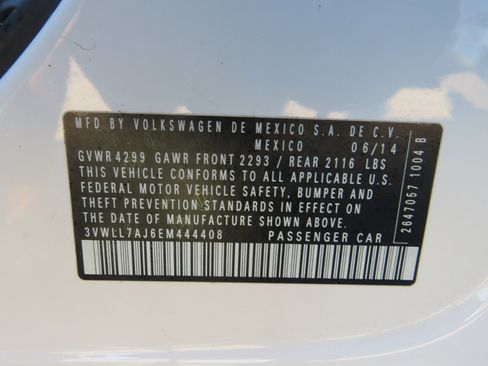 MFD BY VOLKSWAGEN DE MEXICO S.A. DE C.V.
MEXICO 06/14
GVWR 4299 GAWR FRONT 2293 / REAR 2116 LBS
THIS VEHICLE CONFORMS TO ALL APPLICABLE U.S.
FEDERAL MOTOR VEHICLE SAFETY, BUMPER AND
THEFT PREVENTION STANDARDS IN EFFECT ON
THE DATE OF MANUFACTURE SHOWN ABOVE.
3VWLL7AJ6EM444408 PASSENGER CAR
2647057 1004 B